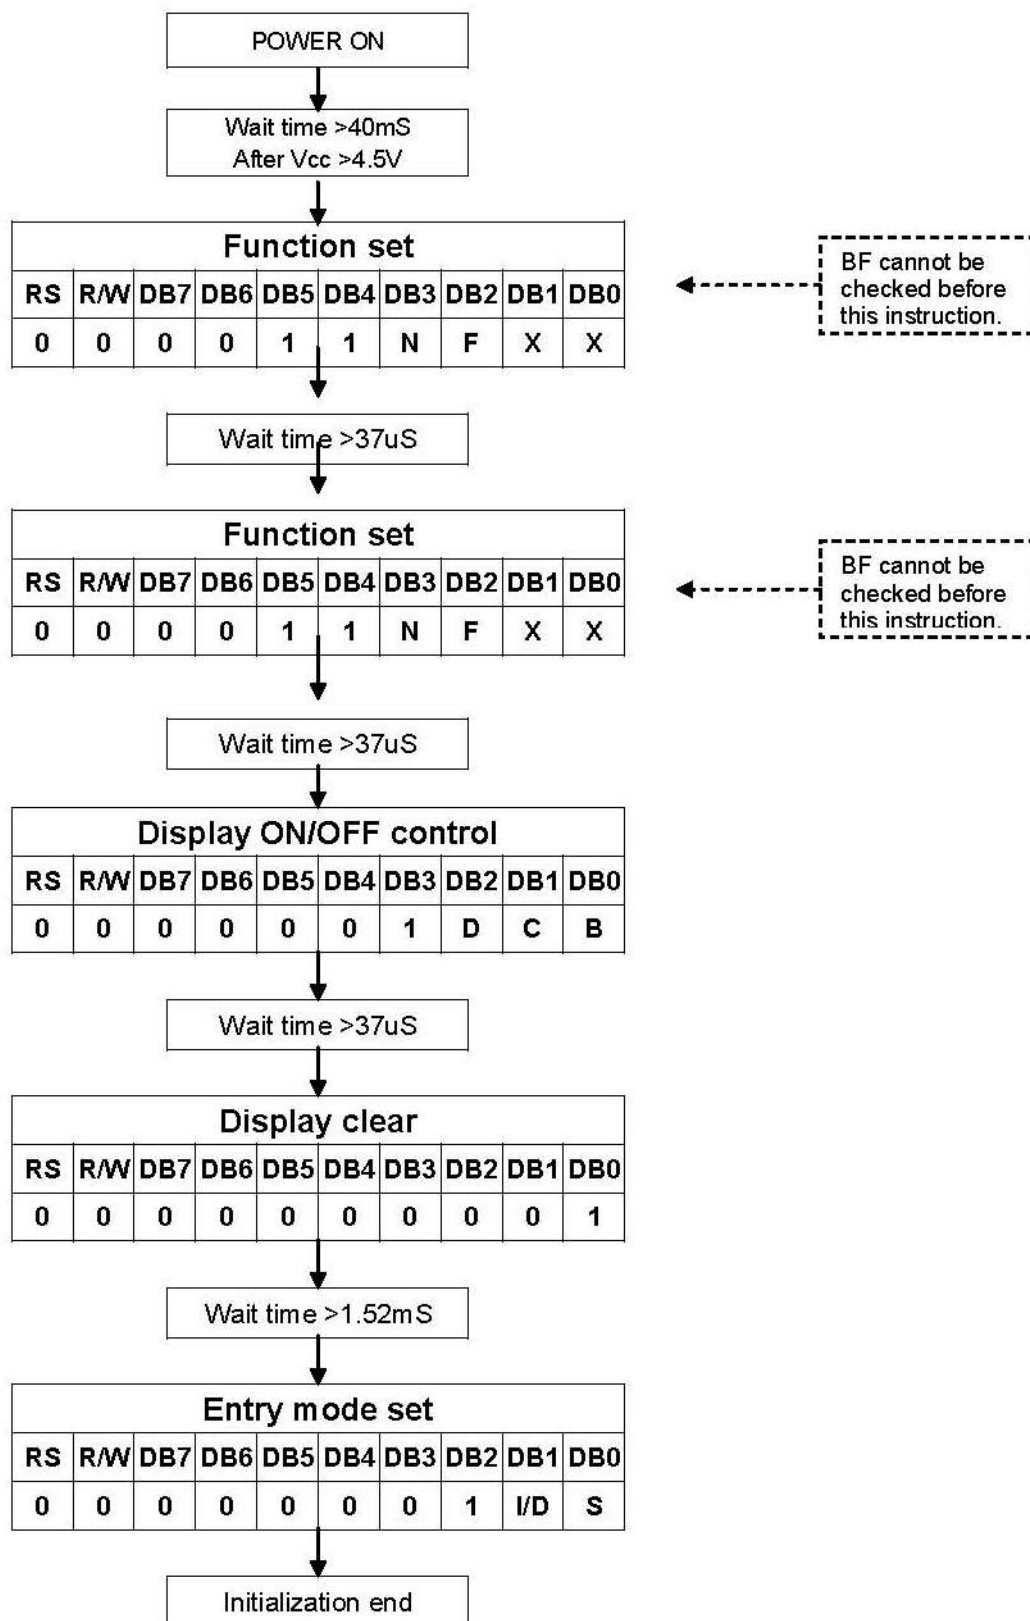 POWER ON
Wait time >40mS
After Vcc >4.5V
Function set
RS R/W DB7 DB6 DB5 DB4 DB3 DB2 DB1 DB0
0 0 0 0 1 1 N F X X
BF cannot be
checked before
this instruction.
Wait time >37uS
Function set
RS R/W DB7 DB6 DB5 DB4 DB3 DB2 DB1 DB0
0 0 0 0 1 1 N F X X
BF cannot be
checked before
this instruction.
Wait time >37uS
Display ON/OFF control
RS R/W DB7 DB6 DB5 DB4 DB3 DB2 DB1 DB0
0 0 0 0 0 0 1 D C B
Wait time >37uS
Display clear
RS R/W DB7 DB6 DB5 DB4 DB3 DB2 DB1 DB0
0 0 0 0 0 0 0 0 0 1
Wait time >1.52mS
Entry mode set
RS R/W DB7 DB6 DB5 DB4 DB3 DB2 DB1 DB0
0 0 0 0 0 0 0 1 I/D S
Initialization end